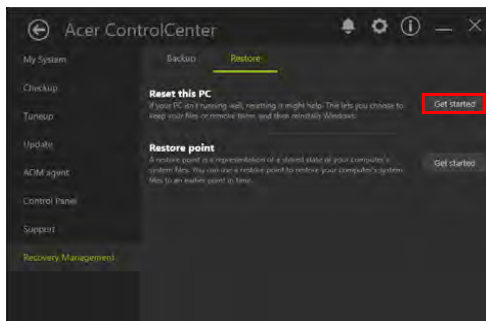 Acer ControlCenter
My System
Checkup
Tuneup
Update
ACIM agent
Control Panel
Support
Recovery Management
Backup
Restore
Reset this PC
If your PC isn't running well, resetting it might help. This lets you choose to
keep your files or remove them, and then reinstall Windows.
Get started
Restore point
A restore point is a representation of a stored state of your computer's
system files. You can use a restore point to restore your computer's system
files to an earlier point in time.
Get started